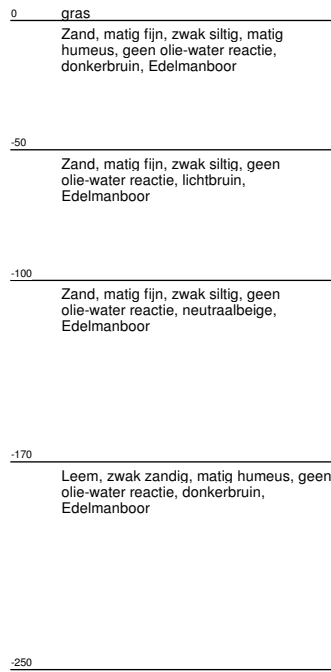 0 gras
Zand, matig fijn, zwak siltig, matig
humeus, geen olie-water reactie,
donkerbruin, Edelmanboor
-50
Zand, matig fijn, zwak siltig, geen
olie-water reactie, lichtbruin,
Edelmanboor
-100
Zand, matig fijn, zwak siltig, geen
olie-water reactie, neutraalbeige,
Edelmanboor
-170
Leem, zwak zandig, matig humeus, geen
olie-water reactie, donkerbruin,
Edelmanboor
-250